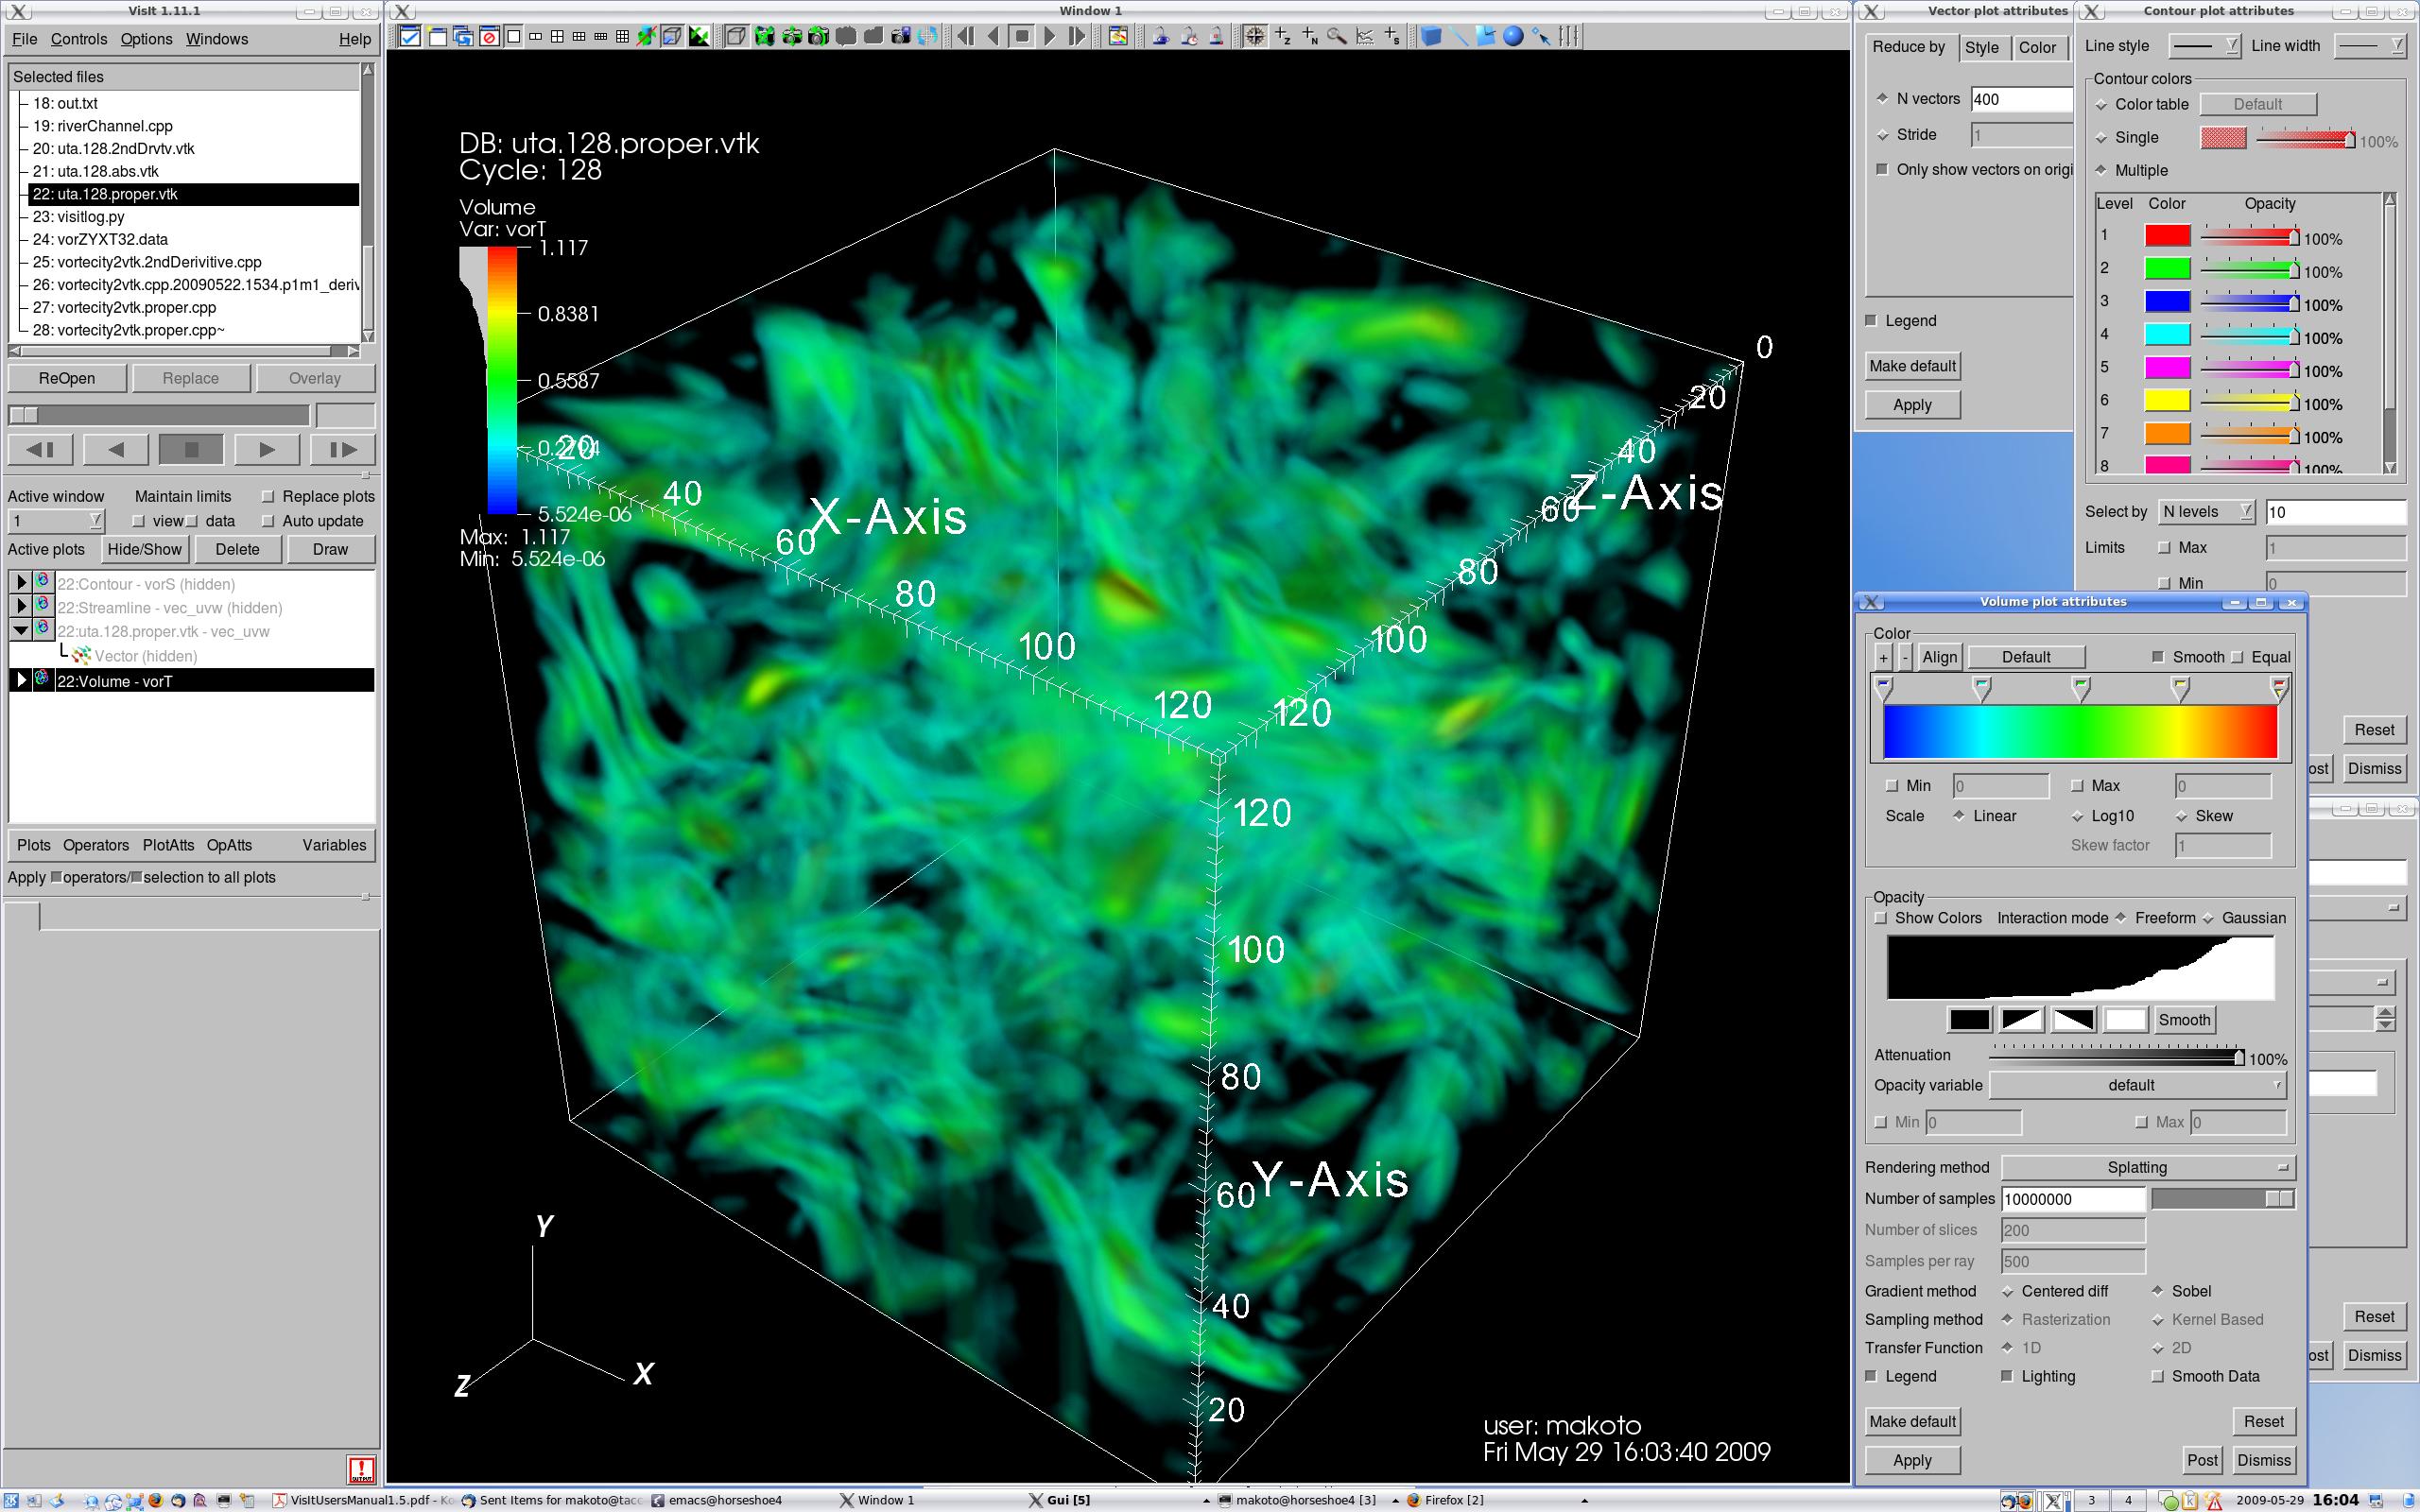 VisIt 1.11.1
File Controls Options Windows Help
Selected files
18: out.txt
19: riverChannel.cpp
20: uta.128.2ndDrvtv.vtk
21: uta.128.abs.vtk
22: uta.128.proper.vtk
23: visitlog.py
24: vorZYXT32.data
25: vortecity2vtk.2ndDerivitive.cpp
26: vortecity2vtk.cpp.20090522.1534.p1m1_deriv
27: vortecity2vtk.proper.cpp
28: vortecity2vtk.proper.cpp~
ReOpen Replace Overlay
Active window Maintain limits Replace plots
1 view data Auto update
Active plots Hide/Show Delete Draw
22:Contour - vorS (hidden)
22:Streamline - vec_uvw (hidden)
22:uta.128.proper.vtk - vec_uvw
Vector (hidden)
22:Volume - vorT
Plots Operators PlotAtts OpAtts Variables
Apply operators/ selection to all plots
Window 1
DB: uta.128.proper.vtk
Cycle: 128
Volume
Var: vorT
1.117
0.8381
0.5587
0.2794
5.524e-06
Max: 1.117
Min: 5.524e-06
20
40
60
X-Axis
80
100
120
0
20
40
60
Z-Axis
80
100
120
120
100
80
60
Y-Axis
40
20
Y
Z
X
user: makoto
Fri May 29 16:03:40 2009
Vector plot attributes
Reduce by Style Color
N vectors 400
Stride 1
Only show vectors on origi
Legend
Make default
Apply
Contour plot attributes
Line style Line width
Contour colors
Color table Default
Single 100%
Multiple
Level Color Opacity
1 100%
2 100%
3 100%
4 100%
5 100%
6 100%
7 100%
8 100%
Select by N levels 10
Limits Max 1
Min 0
Reset
ost Dismiss
Volume plot attributes
Color
+ - Align Default Smooth Equal
Min 0 Max 0
Scale Linear Log10 Skew
Skew factor 1
Opacity
Show Colors Interaction mode Freeform Gaussian
Smooth
Attenuation 100%
Opacity variable default
Min 0 Max 0
Rendering method Splatting
Number of samples 10000000
Number of slices 200
Samples per ray 500
Gradient method Centered diff Sobel
Sampling method Rasterization Kernel Based
Transfer Function 1D 2D
Legend Lighting Smooth Data
Make default Reset
Apply Post Dismiss
Reset
ost Dismiss
VisItUsersManual1.5.pdf - Ko Sent Items for makoto@tacc emacs@horseshoe4 Window 1 Gui [5] makoto@horseshoe4 [3] Firefox [2] 3 4 2009-05-29 16:04